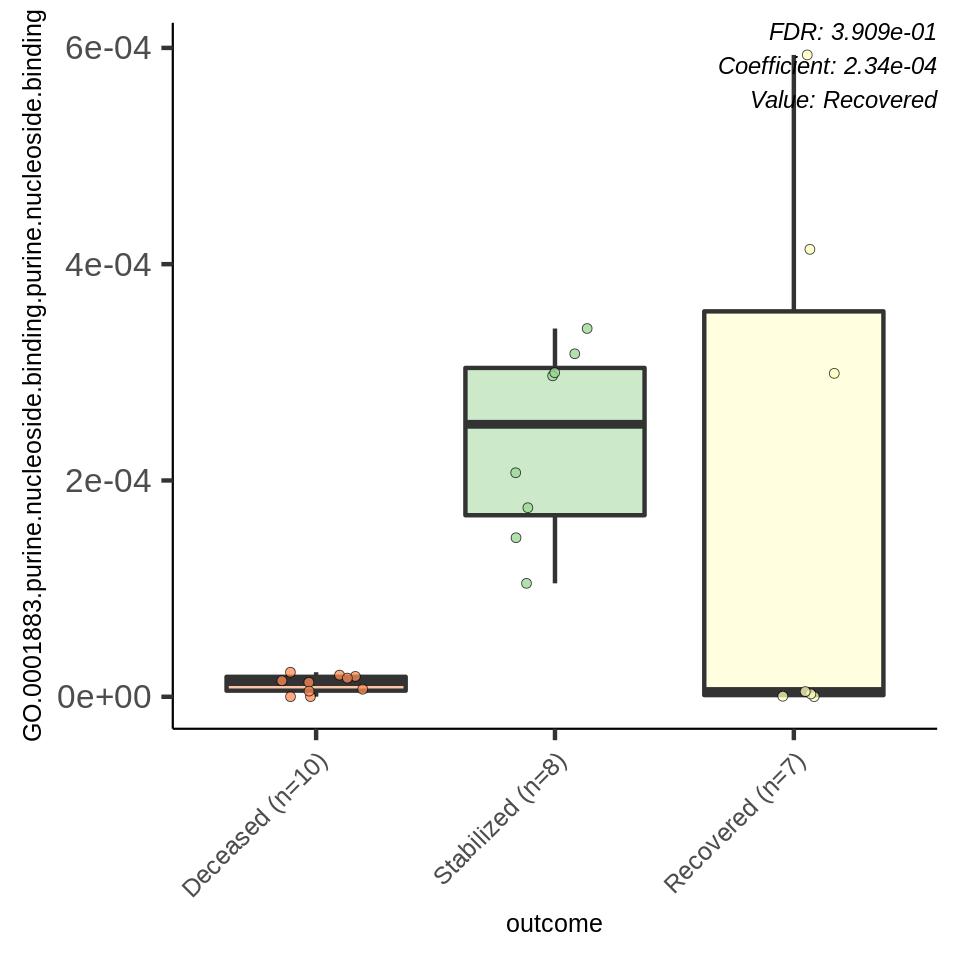 FDR: 3.909e-01
Coefficient: 2.34e-04
Value: Recovered
GO.0001883.purine.nucleoside.binding.purine.nucleoside.binding
6e-04
4e-04
2e-04
0e+00
Deceased (n=10)
Stabilized (n=8)
Recovered (n=7)
outcome